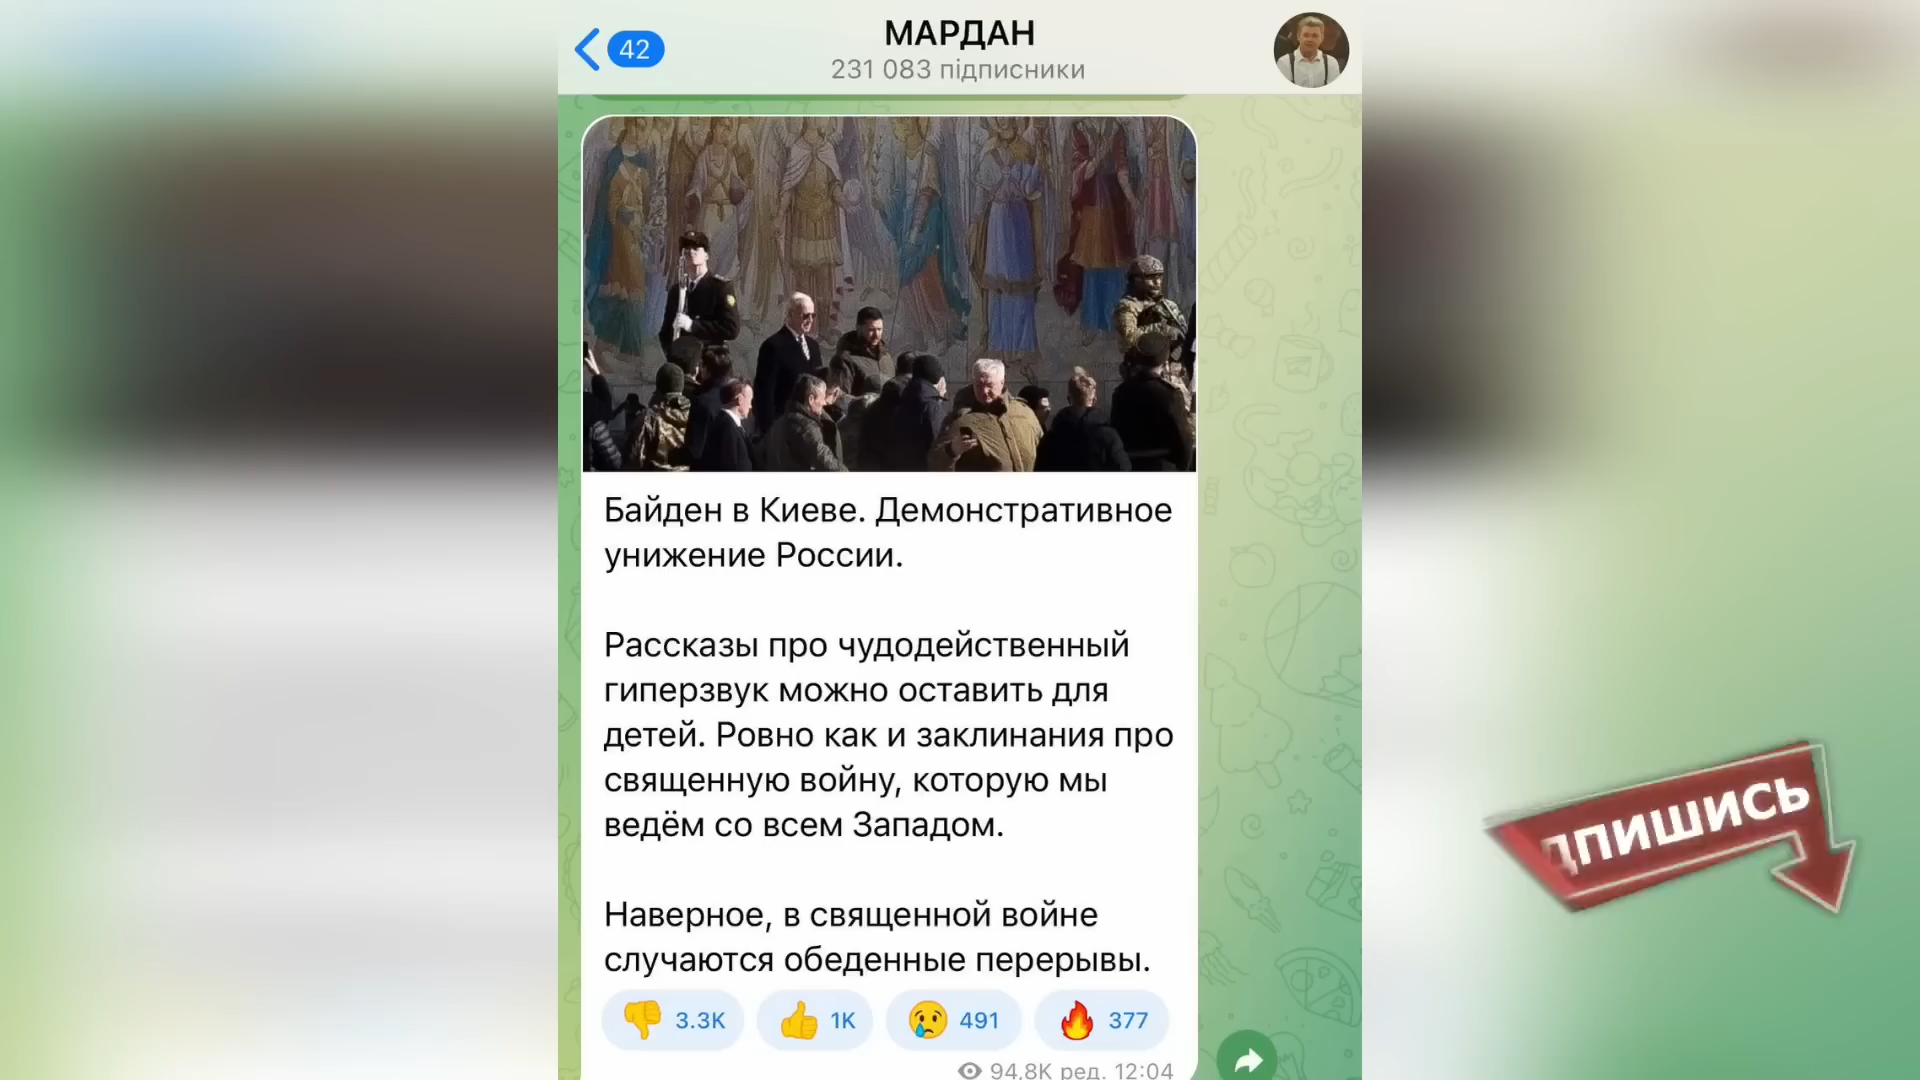 42
МАРДАН
231 083 підписники
Байден в Киеве. Демонстративное
унижение России.
Рассказы про чудодейственный
гиперзвук можно оставить для
детей. Ровно как и заклинания про
священную войну, которую мы
ведём со всем Западом.
Наверное, в священной войне
случаются обеденные перерывы.
3.3K 1K 491 377
94,8K ред. 12:04
ДПИШИСЬ